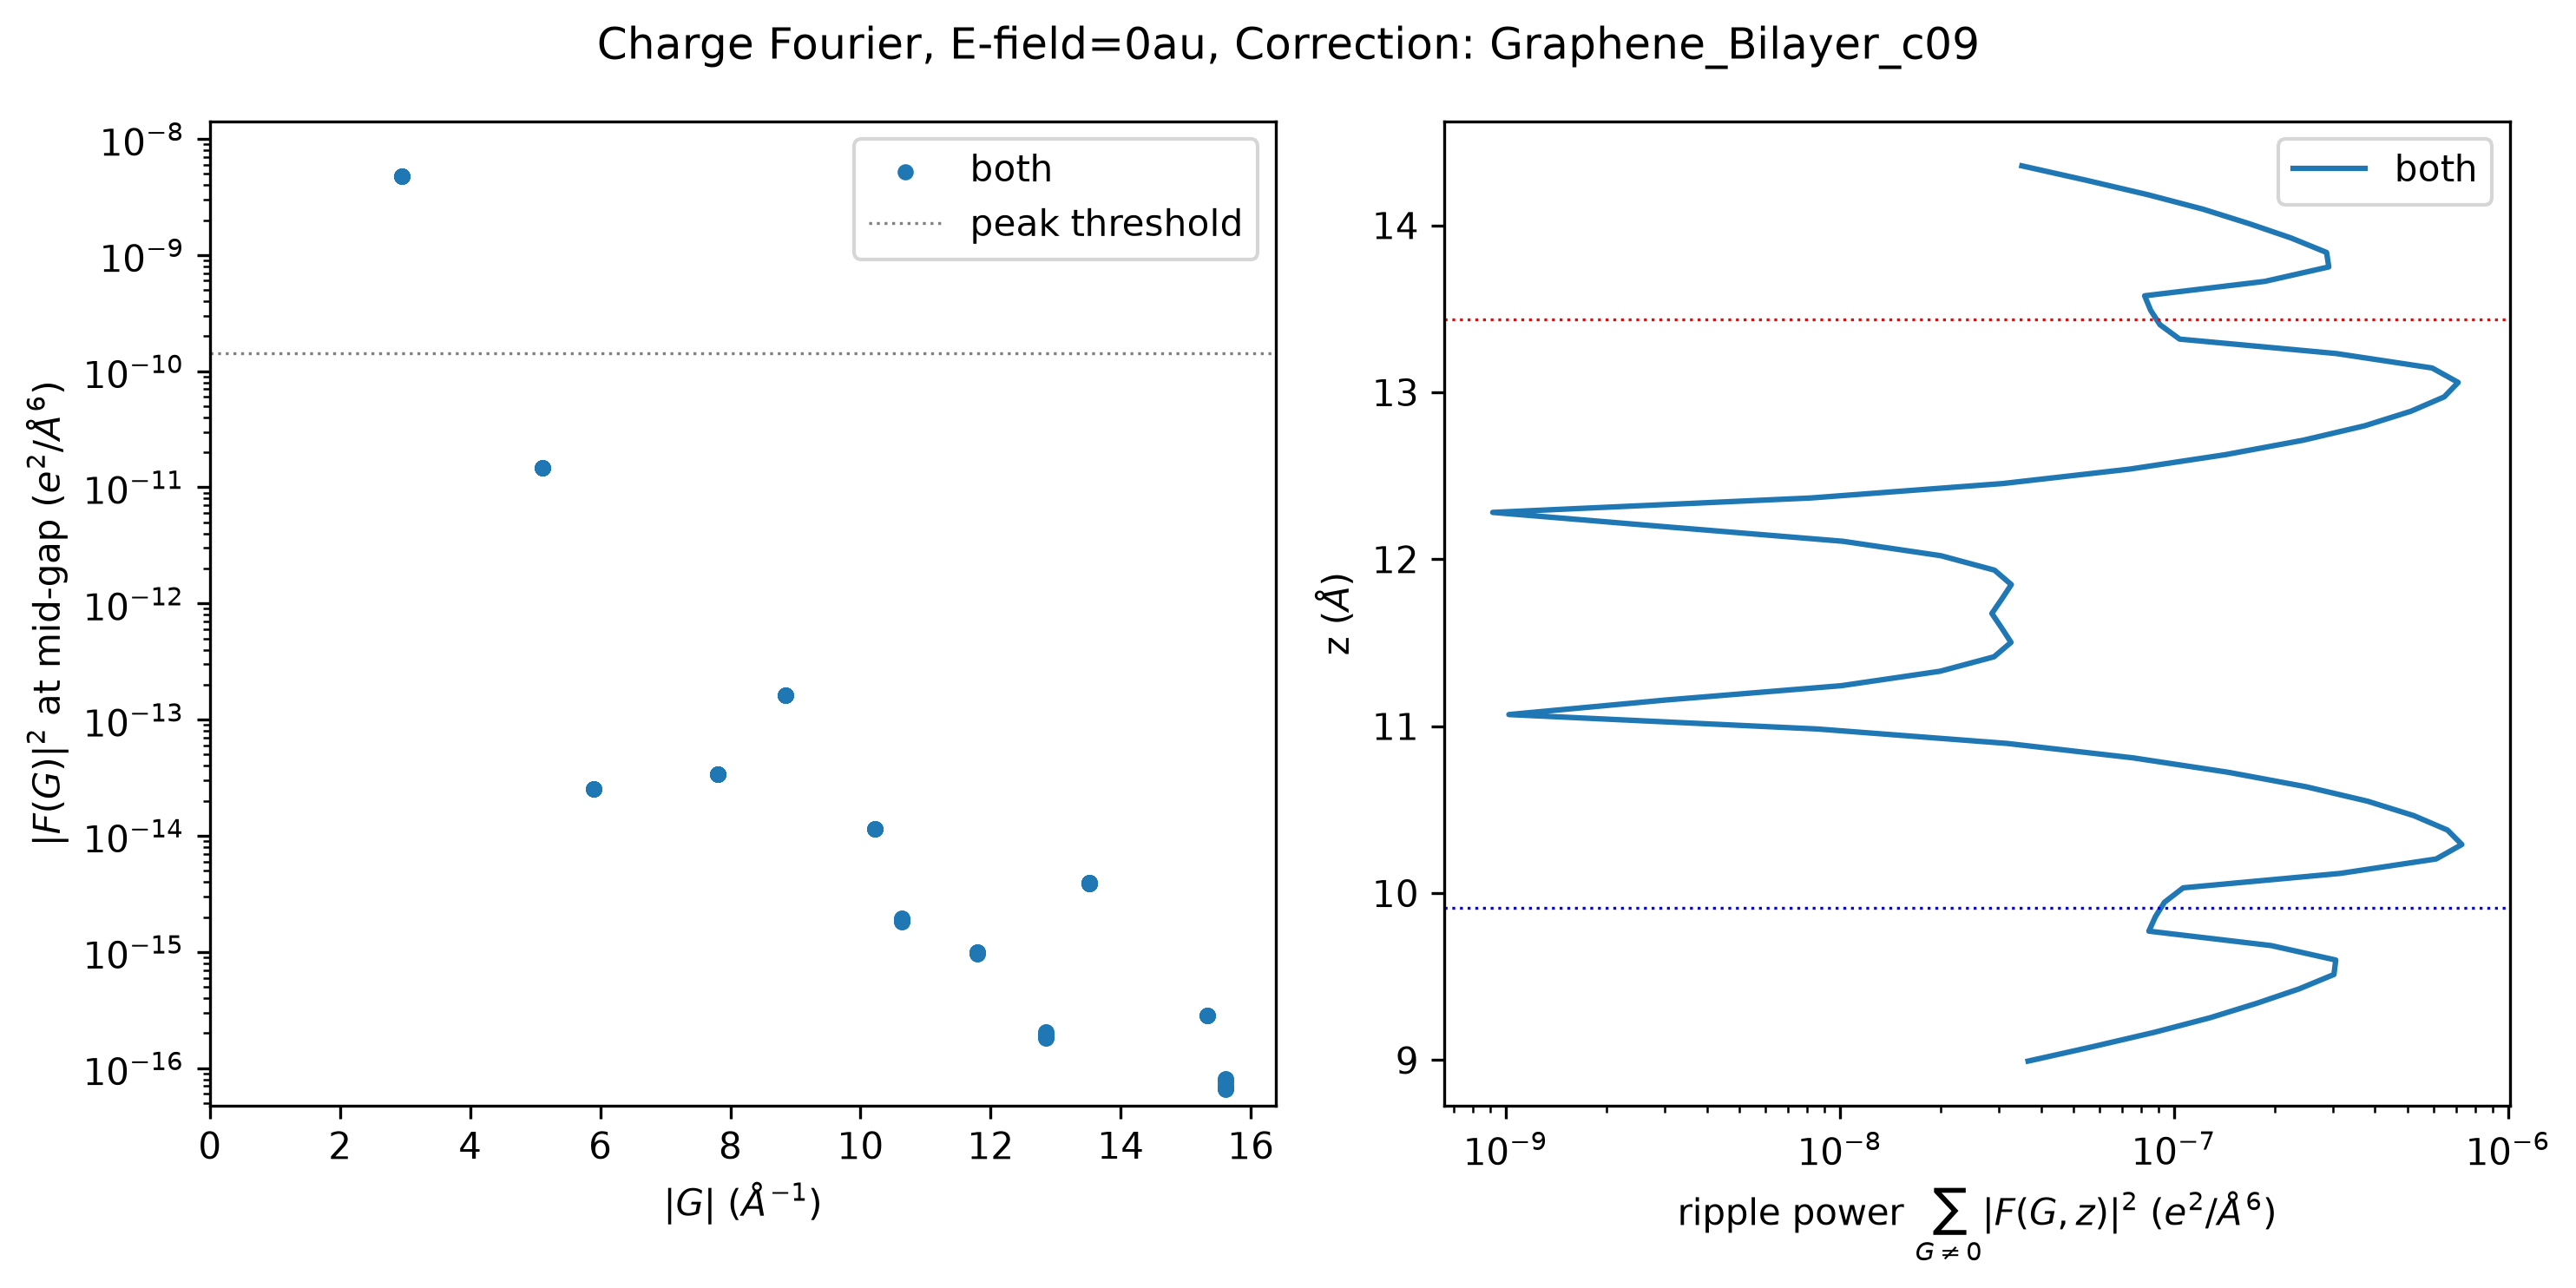 Charge Fourier, E-field=0au, Correction: Graphene_Bilayer_c09
|F(G)|² at mid-gap (e²/Å⁶)
10⁻⁸
10⁻⁹
10⁻¹⁰
10⁻¹¹
10⁻¹²
10⁻¹³
10⁻¹⁴
10⁻¹⁵
10⁻¹⁶
both
peak threshold
0 2 4 6 8 10 12 14 16
|G| (Å⁻¹)
z (Å)
14
13
12
11
10
9
both
10⁻⁹ 10⁻⁸ 10⁻⁷ 10⁻⁶
ripple power ∑ |F(G, z)|² (e²/Å⁶)
G ≠ 0